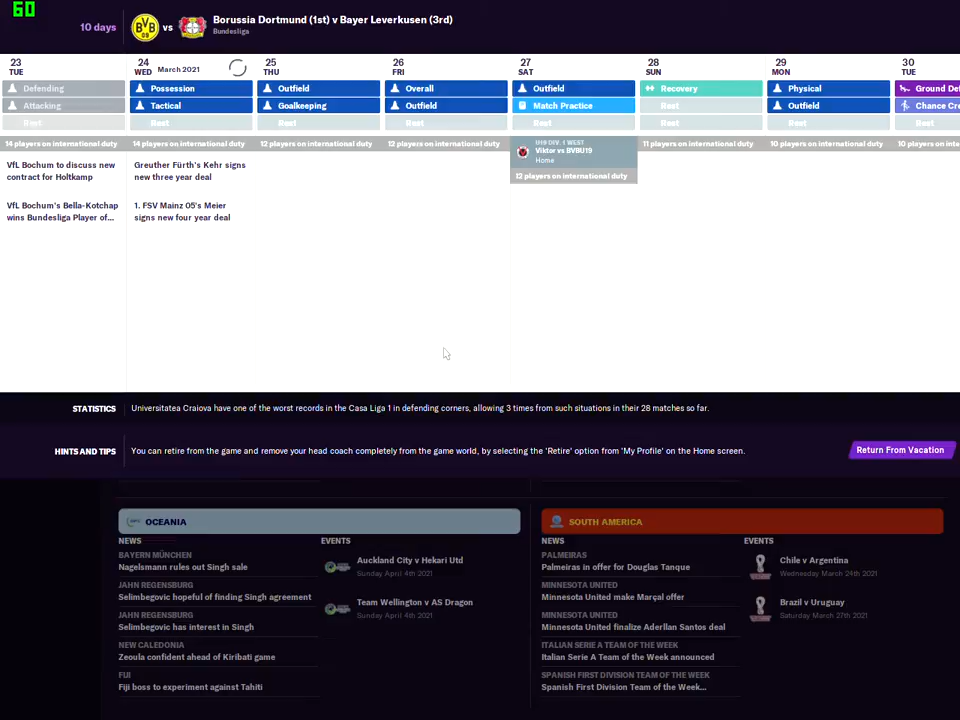 60
10 days
vs
Borussia Dortmund (1st) v Bayer Leverkusen (3rd)
Bundesliga
23
TUE
24
WED
March 2021
25
THU
26
FRI
27
SAT
28
SUN
29
MON
30
TUE
Defending
Possession
Outfield
Overall
Outfield
Recovery
Physical
Ground De
Attacking
Tactical
Goalkeeping
Outfield
Match Practice
Rest
Outfield
Chance Cr
Rest
Rest
Rest
Rest
Rest
Rest
Rest
Rest
14 players on international duty
14 players on international duty
12 players on international duty
12 players on international duty
U19 DIV. 1 WEST
Viktor vs BVBU19
Home
12 players on international duty
11 players on international duty
10 players on international duty
10 players on inte
VfL Bochum to discuss new
contract for Holtkamp
VfL Bochum's Bella-Kotchap
wins Bundesliga Player of...
Greuther Fürth's Kehr signs
new three year deal
1. FSV Mainz 05's Meier
signs new four year deal
STATISTICS
Universitatea Craiova have one of the worst records in the Casa Liga 1 in defending corners, allowing 3 times from such situations in their 28 matches so far.
HINTS AND TIPS
You can retire from the game and remove your head coach completely from the game world, by selecting the 'Retire' option from 'My Profile' on the Home screen.
Return From Vacation
OCEANIA
NEWS
BAYERN MÜNCHEN
Nagelsmann rules out Singh sale
JAHN REGENSBURG
Selimbegovic hopeful of finding Singh agreement
JAHN REGENSBURG
Selimbegovic has interest in Singh
NEW CALEDONIA
Zeoula confident ahead of Kiribati game
FIJI
Fiji boss to experiment against Tahiti
EVENTS
Auckland City v Hekari Utd
Sunday April 4th 2021
Team Wellington v AS Dragon
Sunday April 4th 2021
SOUTH AMERICA
NEWS
PALMEIRAS
Palmeiras in offer for Douglas Tanque
MINNESOTA UNITED
Minnesota United make Marçal offer
MINNESOTA UNITED
Minnesota United finalize Aderllan Santos deal
ITALIAN SERIE A TEAM OF THE WEEK
Italian Serie A Team of the Week announced
SPANISH FIRST DIVISION TEAM OF THE WEEK
Spanish First Division Team of the Week...
EVENTS
Chile v Argentina
Wednesday March 24th 2021
Brazil v Uruguay
Saturday March 27th 2021